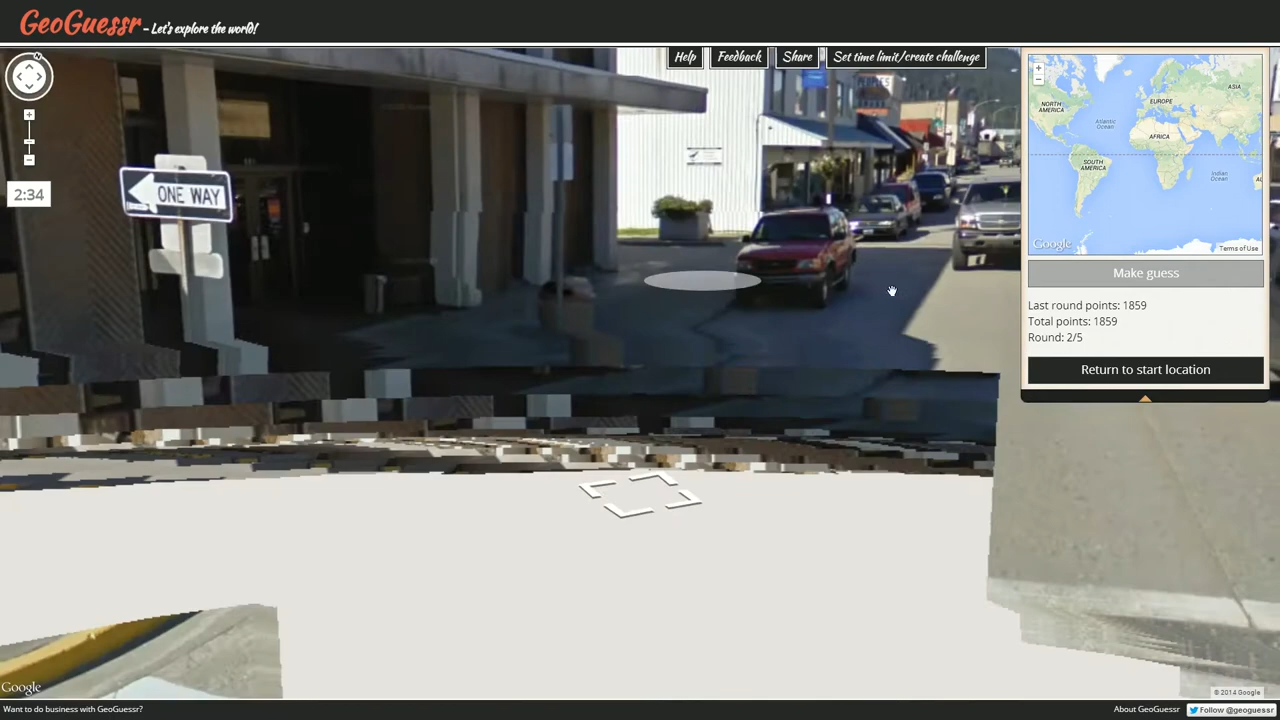 GeoGuessr - Let's explore the world!
Help
Feedback
Share
Set time limit/create challenge
2:34
ONE WAY
NORTH AMERICA
EUROPE
ASIA
Atlantic Ocean
AFRICA
SOUTH AMERICA
Indian Ocean
Google
Terms of Use
Make guess
Last round points: 1859
Total points: 1859
Round: 2/5
Return to start location
Google
© 2014 Google
Want to do business with GeoGuessr?
About GeoGuessr
Follow @geoguessr